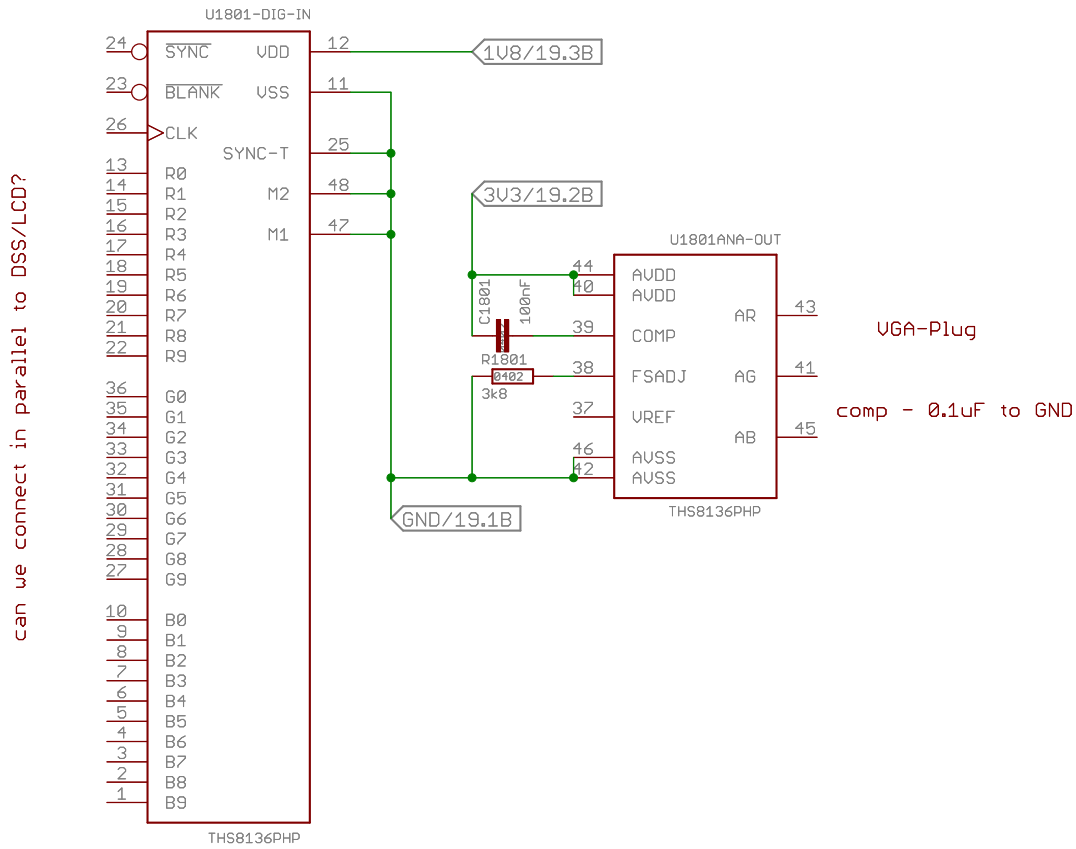 U1801-DIG-IN
24 SYNC VDD 12 1V8/19.3B
23 BLANK VSS 11
26 CLK
SYNC-T 25
13 R0
14 R1 M2 48 3V3/19.2B
15 R2
16 R3 M1 47
17 R4
18 R5
19 R6
20 R7
21 R8
22 R9
36 G0
35 G1
34 G2
33 G3
32 G4
31 G5
30 G6
29 G7
28 G8
27 G9
10 B0
9 B1
8 B2
7 B3
6 B4
5 B5
4 B6
3 B7
2 B8
1 B9
THS8136PHP
can we connect in parallel to DSS/LCD?
GND/19.1B
C1801
100nF
R1801
0402
3k8
U1801ANA-OUT
44 AVDD
40 AVDD
AR 43
39 COMP
38 FSADJ AG 41
37 VREF
AB 45
46 AVSS
42 AVSS
THS8136PHP
VGA-Plug
comp - 0.1uF to GND